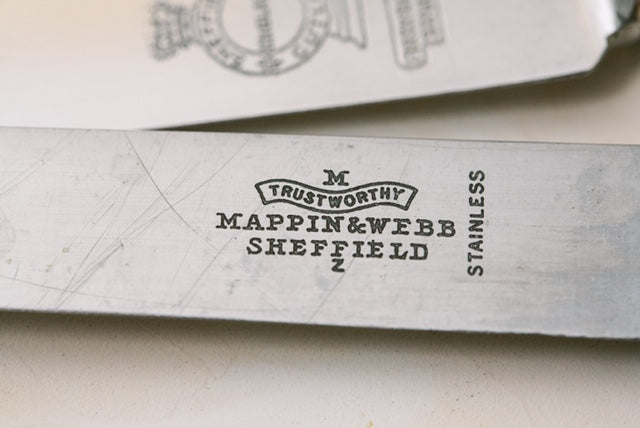 M
TRUSTWORTHY
MAPPIN&WEBB
SHEFFIELD
Z
STAINLESS